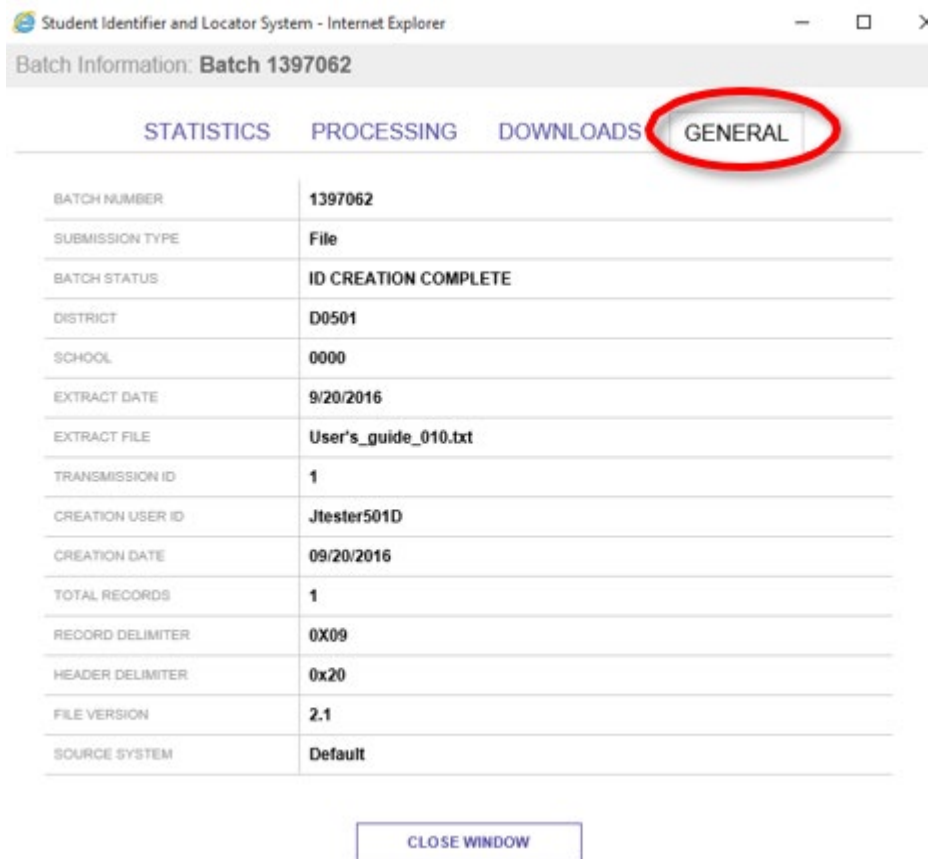 Student Identifier and Locator System - Internet Explorer
Batch Information: Batch 1397062
STATISTICS PROCESSING DOWNLOADS GENERAL
BATCH NUMBER 1397062
SUBMISSION TYPE File
BATCH STATUS ID CREATION COMPLETE
DISTRICT D0501
SCHOOL 0000
EXTRACT DATE 9/20/2016
EXTRACT FILE User's_guide_010.txt
TRANSMISSION ID 1
CREATION USER ID Jtester501D
CREATION DATE 09/20/2016
TOTAL RECORDS 1
RECORD DELIMITER 0X09
HEADER DELIMITER 0x20
FILE VERSION 2.1
SOURCE SYSTEM Default
CLOSE WINDOW